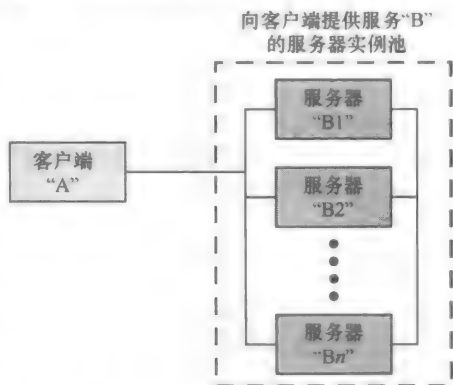 向客户端提供服务“B”
的服务器实例池
服务器
“B1”
客户端
“A”
服务器
“B2”
服务器
“Bn”